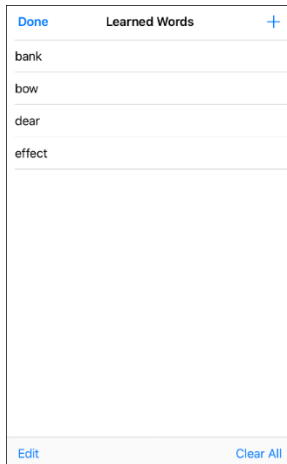 Done Learned Words +
bank
bow
dear
effect
Edit Clear All